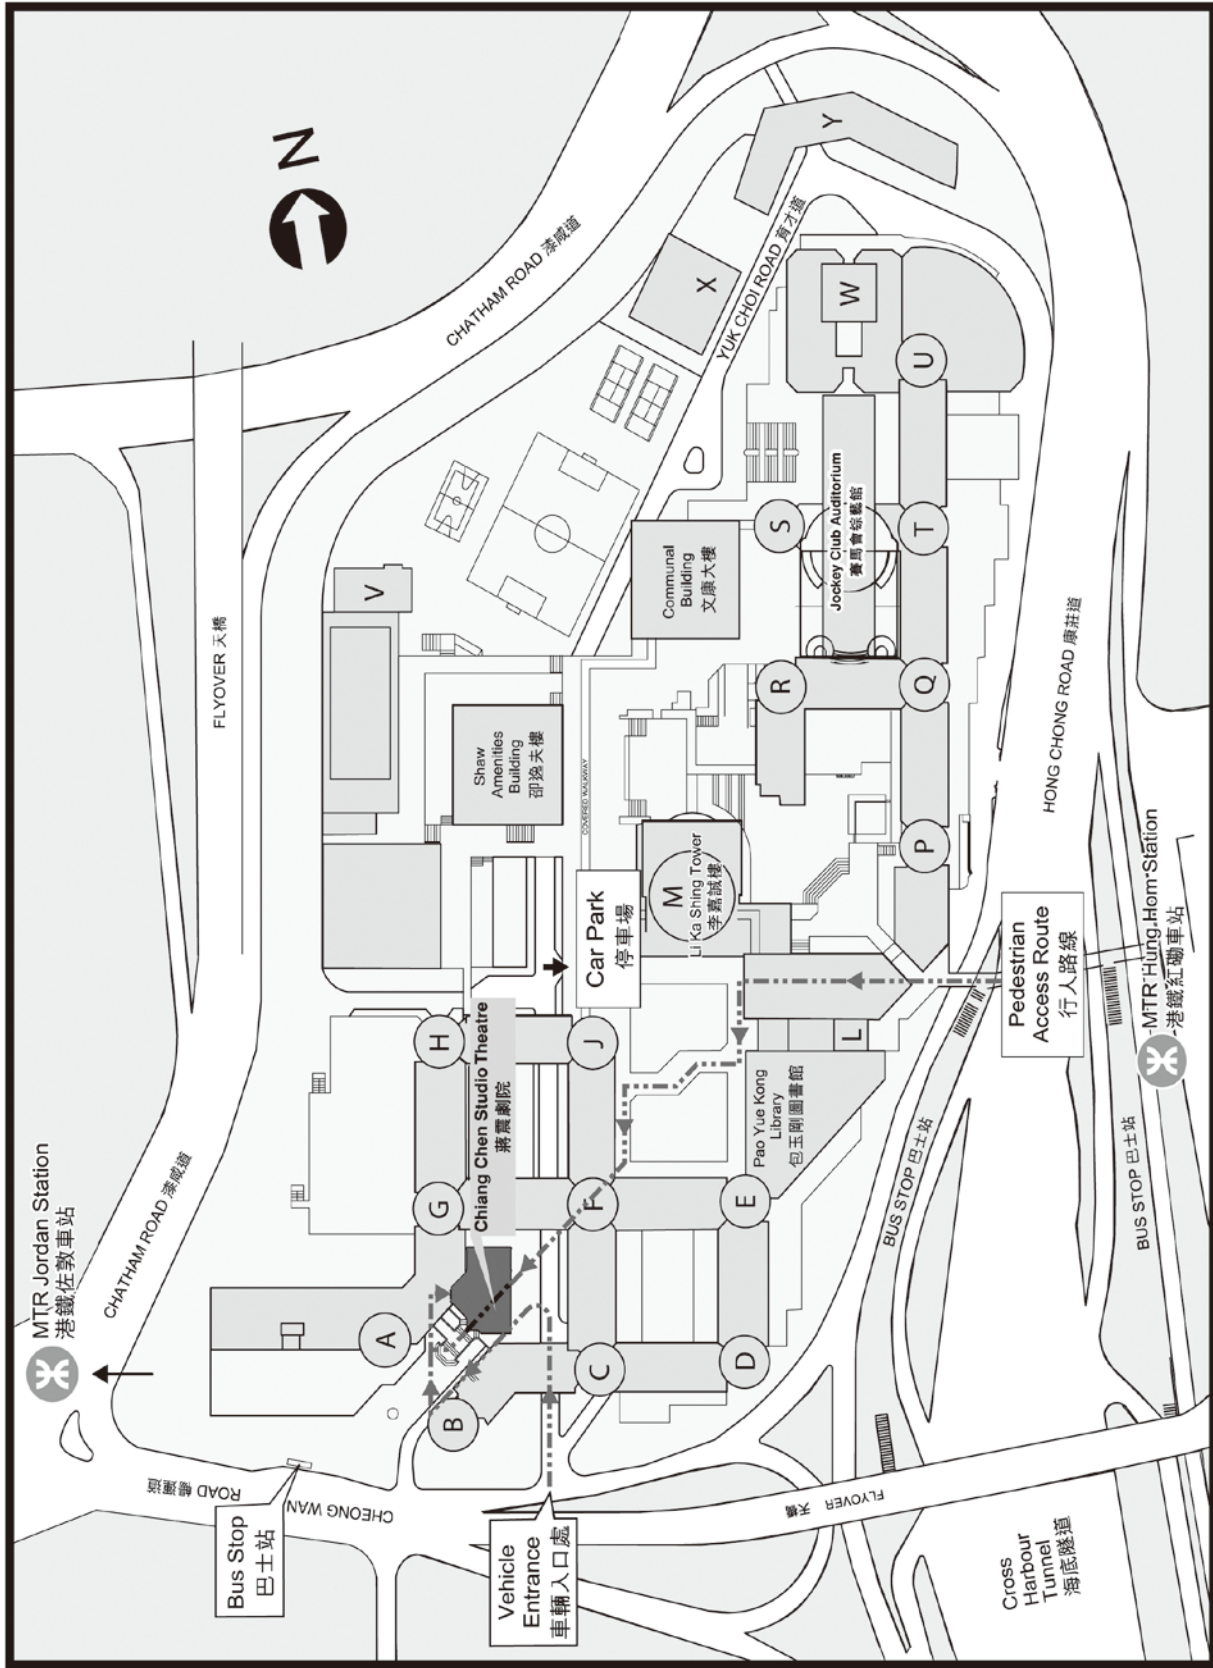 MTR Jordan Station
港鐵佐敦車站
CHATHAM ROAD 漆咸道
FLYOVER 天橋
CHATHAM ROAD 漆咸道
N
Bus Stop
巴士站
CHEONG WAN
ROAD 暢運道
Vehicle
Entrance
車輛入口處
A
B
C
D
E
F
G
H
J
Chiang Chen Studio Theatre
蔣震劇院
Car Park
停車場
COVERED WALKWAY
Shaw
Amenities
Building
邵逸夫樓
V
X
Y
YUK CHOI ROAD 育才道
Communal
Building
文康大樓
M
Li Ka Shing Tower
李嘉誠樓
Pao Yue Kong
Library
包玉剛圖書館
L
P
Q
R
S
T
U
W
Jockey Club Auditorium
賽馬會綜藝館
HONG CHONG ROAD 康莊道
Pedestrian
Access Route
行人路線
MTR Hung Hom Station
港鐵紅磡車站
BUS STOP 巴士站
BUS STOP 巴士站
FLYOVER 天橋
Cross
Harbour
Tunnel
海底隧道